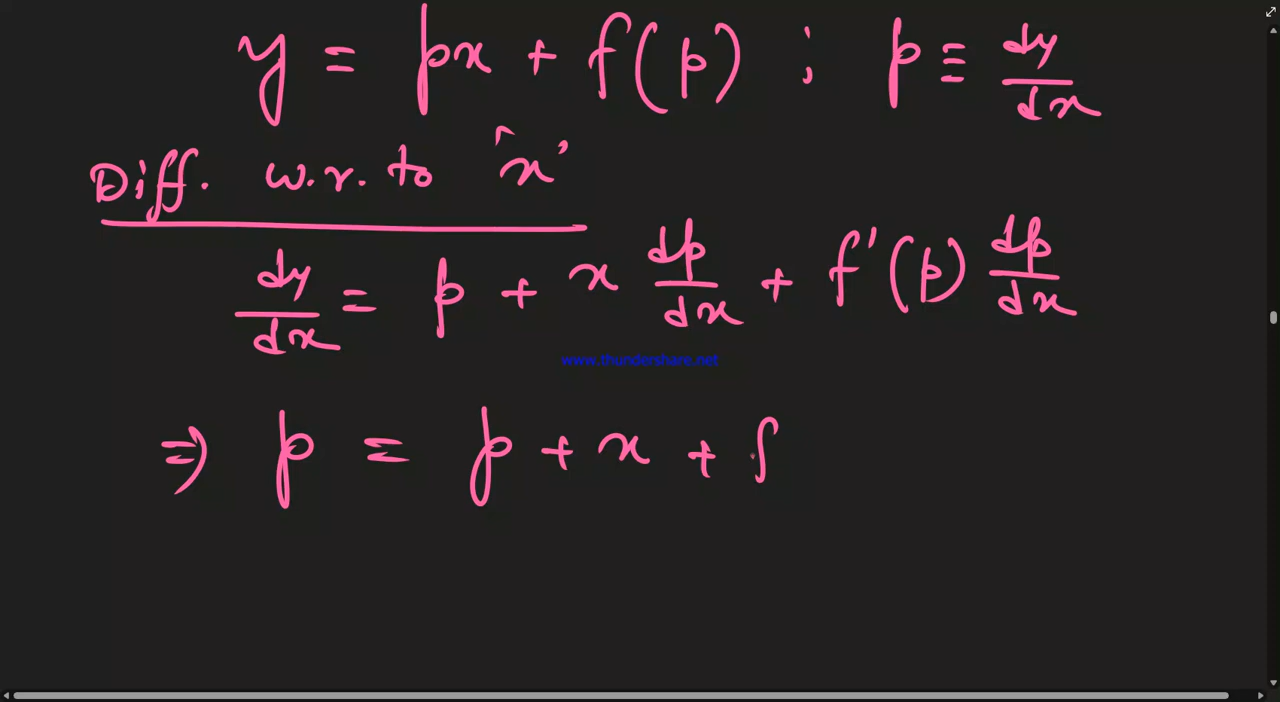 y = px + f(p) ; p ≡ dy/dx
Diff. w.r. to 'x'
dy/dx = p + x dp/dx + f'(p) dp/dx
www.thundershare.net
⇒ p = p + x + f